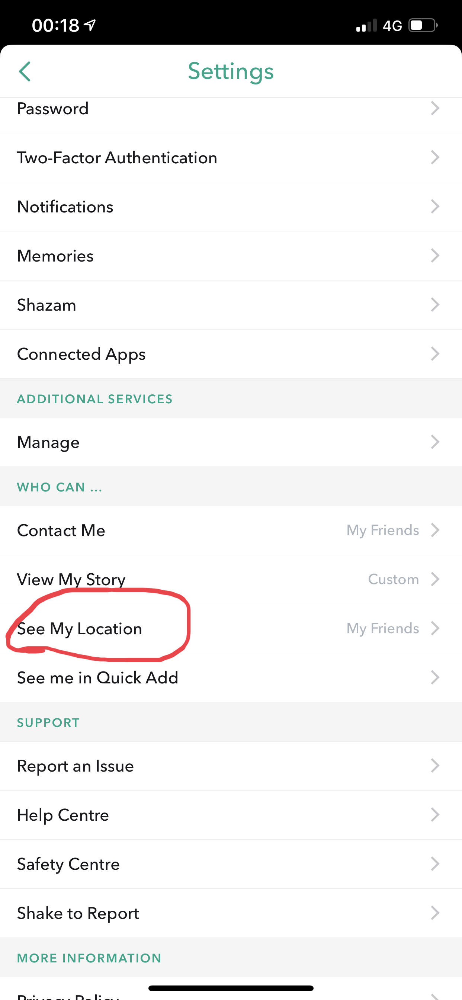 00:18 4G
Settings
Password
Two-Factor Authentication
Notifications
Memories
Shazam
Connected Apps
ADDITIONAL SERVICES
Manage
WHO CAN ...
Contact Me My Friends
View My Story Custom
See My Location My Friends
See me in Quick Add
SUPPORT
Report an Issue
Help Centre
Safety Centre
Shake to Report
MORE INFORMATION
Privacy Policy